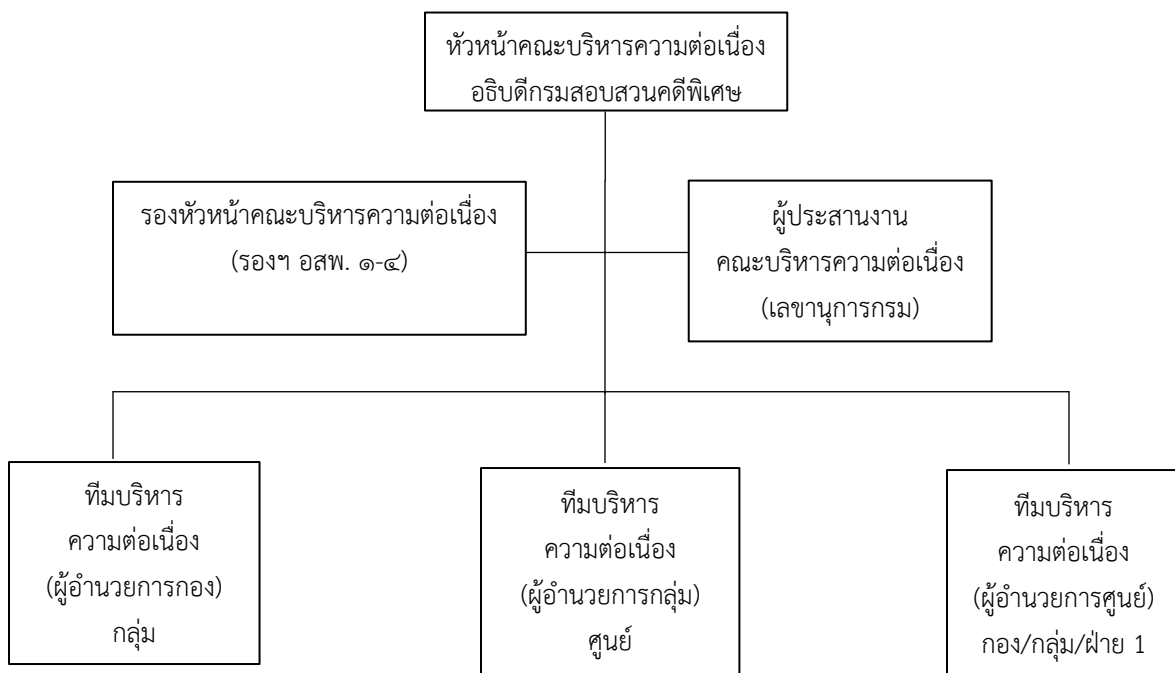 หัวหน้าคณะบริหารความต่อเนื่อง
อธิบดีกรมสอบสวนคดีพิเศษ
รองหัวหน้าคณะบริหารความต่อเนื่อง
(รองฯ อสพ. ๑-๔)
ผู้ประสานงาน
คณะบริหารความต่อเนื่อง
(เลขานุการกรม)
ทีมบริหาร
ความต่อเนื่อง
(ผู้อำนวยการกอง)
กลุ่ม
ทีมบริหาร
ความต่อเนื่อง
(ผู้อำนวยการกลุ่ม)
ศูนย์
ทีมบริหาร
ความต่อเนื่อง
(ผู้อำนวยการศูนย์)
กอง/กลุ่ม/ฝ่าย 1